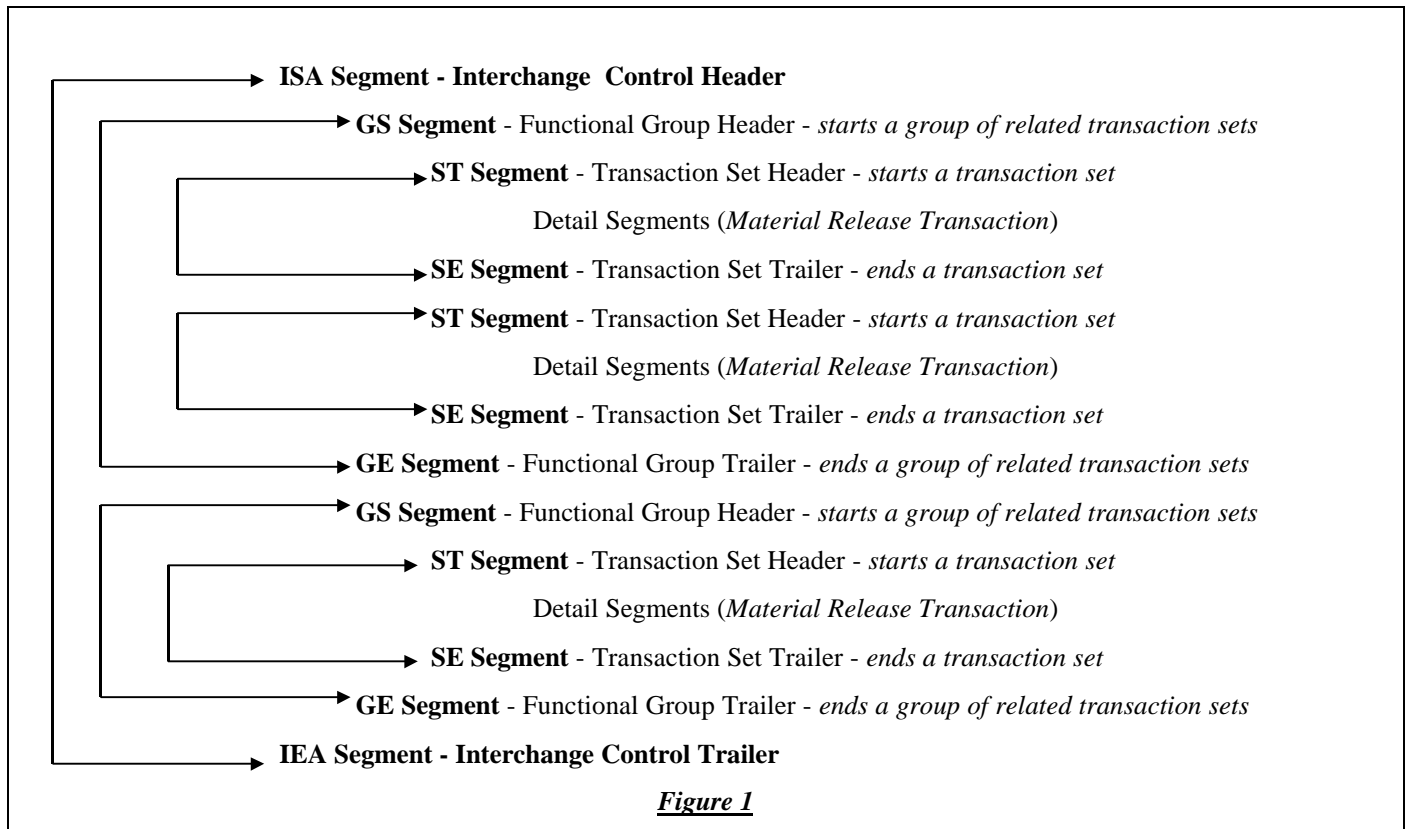 ISA Segment - Interchange Control Header
GS Segment - Functional Group Header - starts a group of related transaction sets
ST Segment - Transaction Set Header - starts a transaction set
Detail Segments (Material Release Transaction)
SE Segment - Transaction Set Trailer - ends a transaction set
ST Segment - Transaction Set Header - starts a transaction set
Detail Segments (Material Release Transaction)
SE Segment - Transaction Set Trailer - ends a transaction set
GE Segment - Functional Group Trailer - ends a group of related transaction sets
GS Segment - Functional Group Header - starts a group of related transaction sets
ST Segment - Transaction Set Header - starts a transaction set
Detail Segments (Material Release Transaction)
SE Segment - Transaction Set Trailer - ends a transaction set
GE Segment - Functional Group Trailer - ends a group of related transaction sets
IEA Segment - Interchange Control Trailer
Figure 1